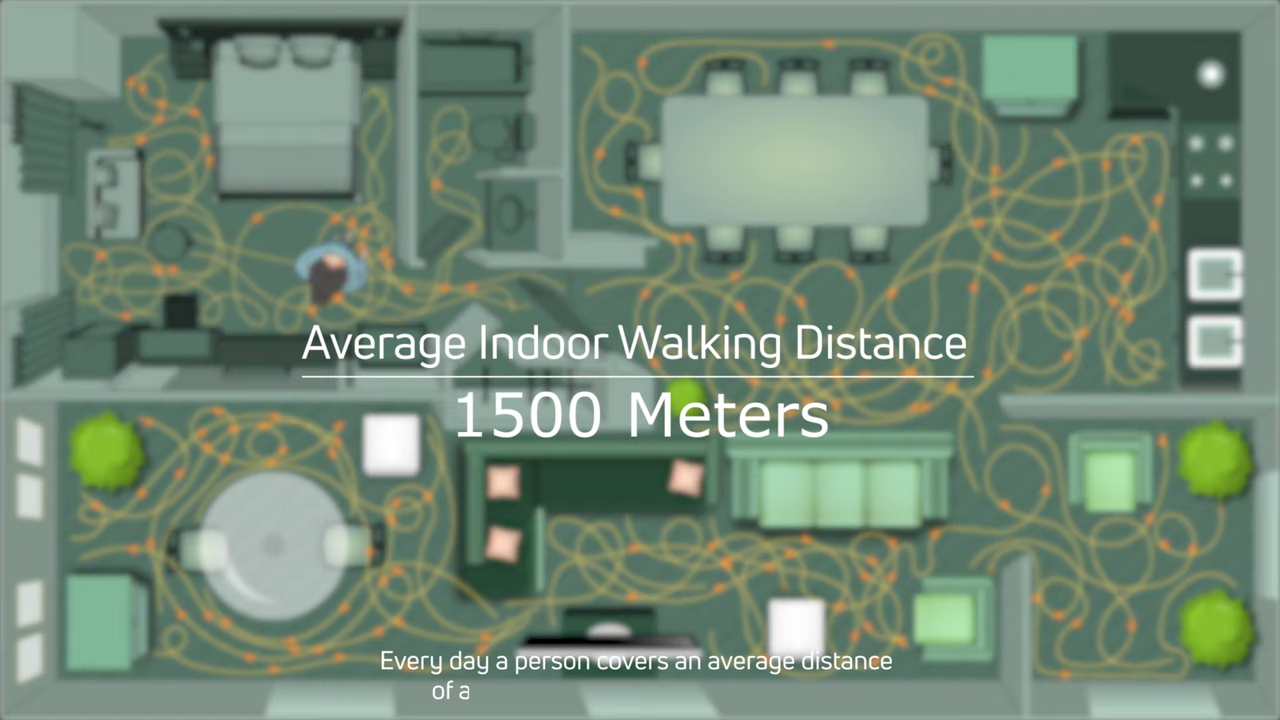 Average Indoor Walking Distance
1500 Meters
Every day a person covers an average distance
of a